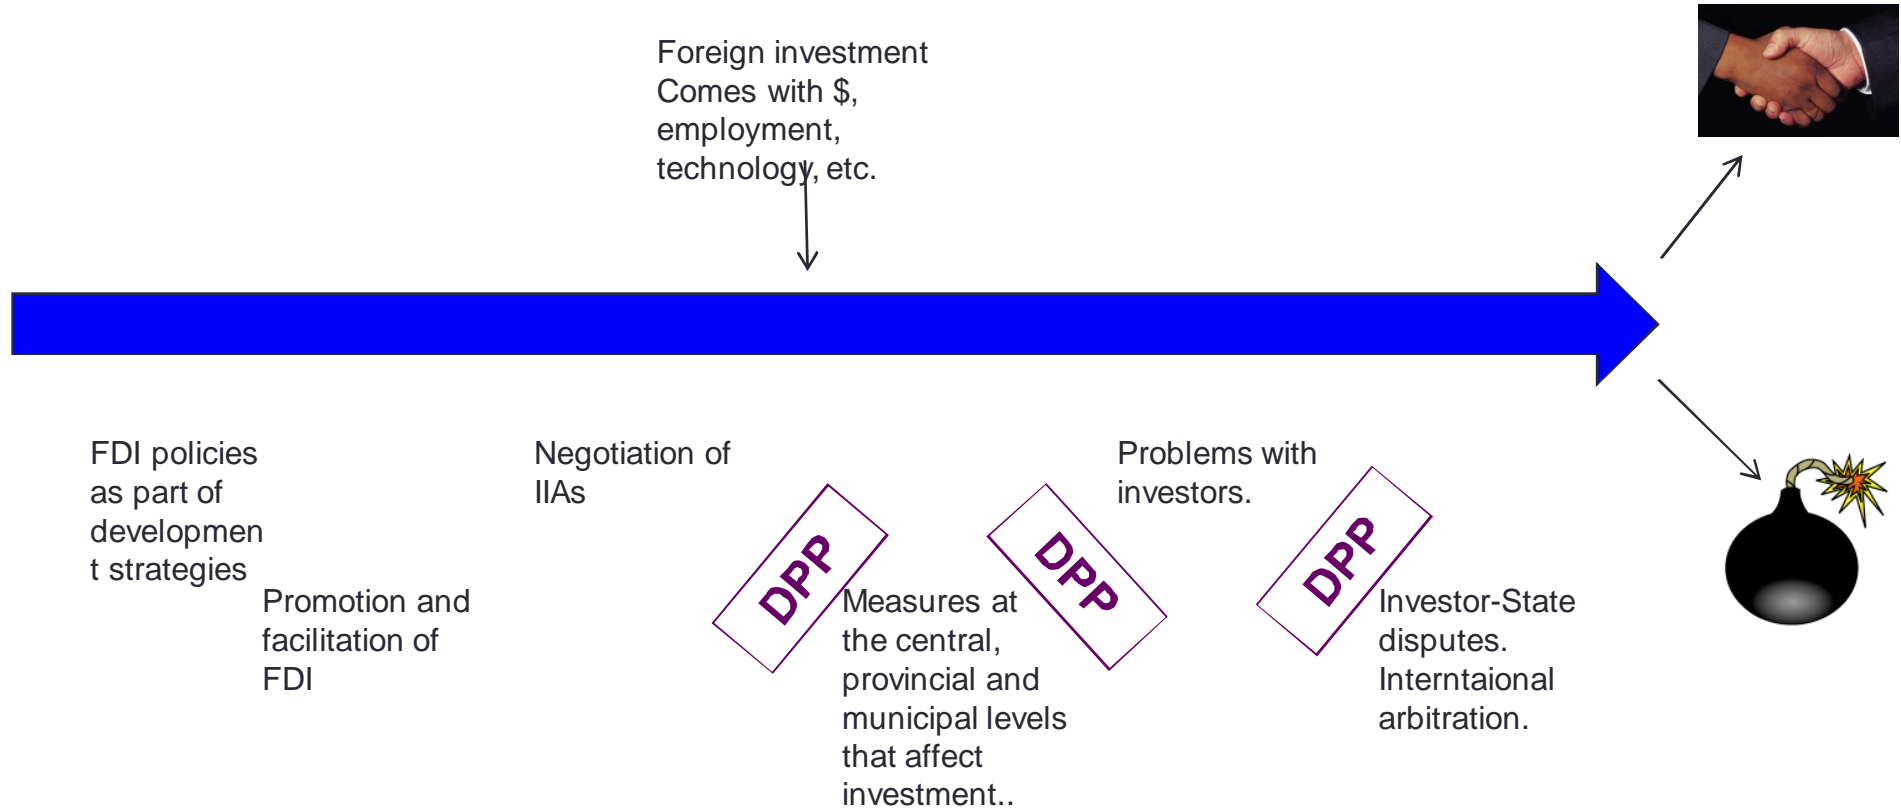 Foreign investment
Comes with $,
employment,
technology, etc.
FDI policies
as part of
developmen
t strategies
Promotion and
facilitation of
FDI
Negotiation of
IIAs
DPP
Measures at
the central,
provincial and
municipal levels
that affect
investment..
DPP
Problems with
investors.
DPP
Investor-State
disputes.
Interntaional
arbitration.